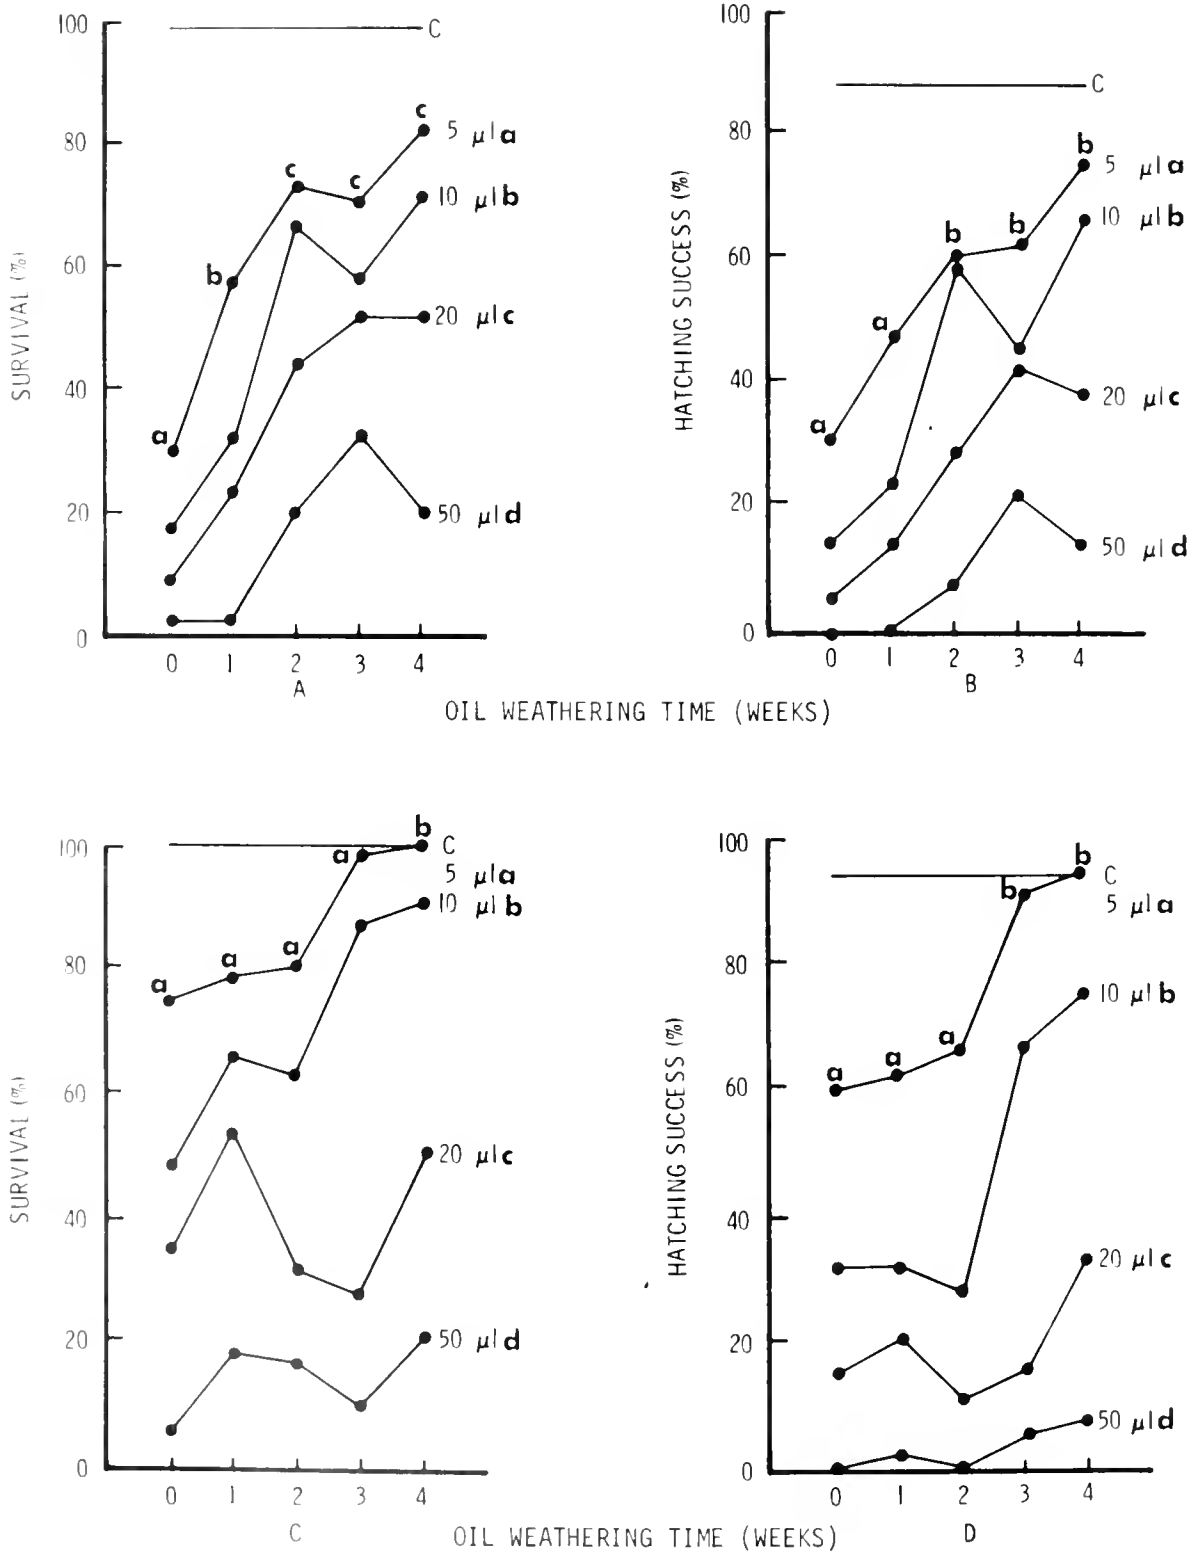 100
C
c
5 µl a
80
c
c
10 µl b
b
60
20 µl c
40
a
20
50 µl d
0
0 1 2 3 4
A
SURVIVAL (%)
100
C
80
b
5 µl a
10 µl b
b
b
60
a
40
20 µl c
a
20
50 µl d
0
0 1 2 3 4
B
HATCHING SUCCESS (%)
OIL WEATHERING TIME (WEEKS)
b
100
C
a
5 µl a
10 µl b
a
a
80
a
60
20 µl c
40
20
50 µl d
0
0 1 2 3 4
C
SURVIVAL (%)
100
b
C
b
5 µl a
80
10 µl b
a
a
a
60
40
20 µl c
20
50 µl d
0
0 1 2 3 4
D
HATCHING SUCCESS (%)
OIL WEATHERING TIME (WEEKS)